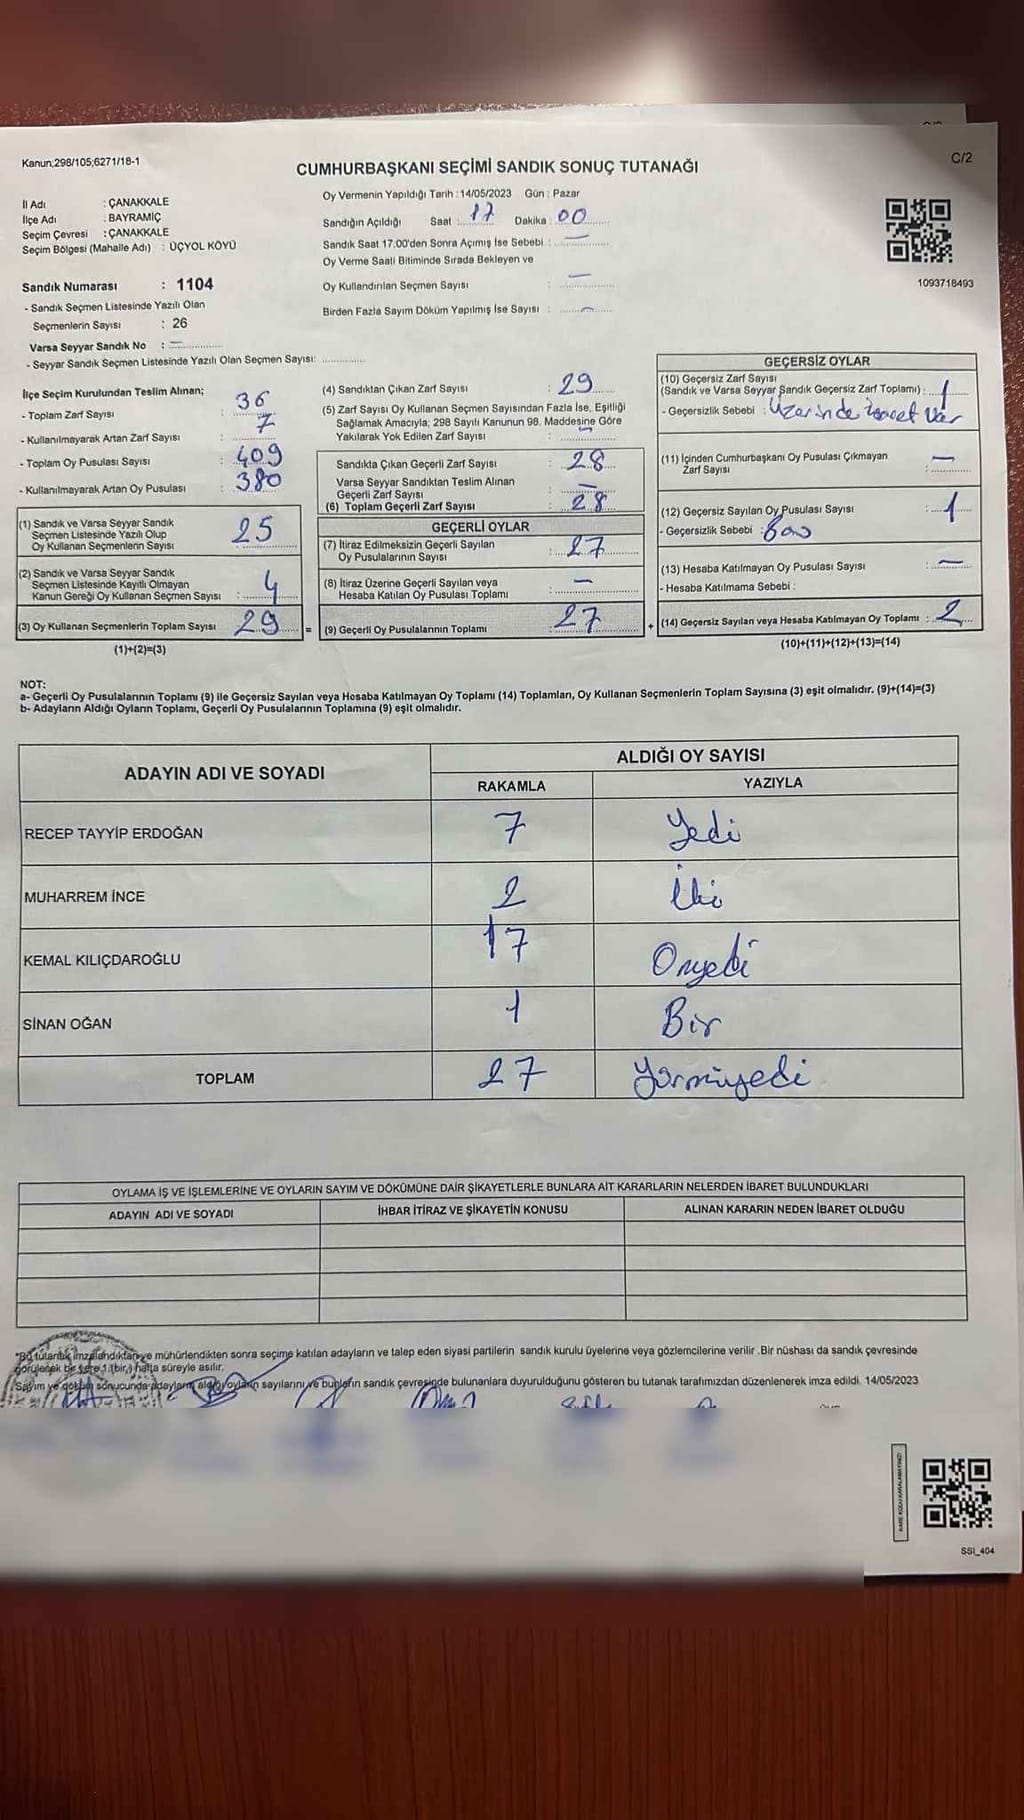 C/2
Kanun;298/105;6271/18-1
CUMHURBAŞKANI SEÇİMİ SANDIK SONUÇ TUTANAĞI
İl Adı : ÇANAKKALE
İlçe Adı : BAYRAMİÇ
Seçim Çevresi : ÇANAKKALE
Seçim Bölgesi (Mahalle Adı) : ÜÇYOL KÖYÜ
Sandık Numarası : 1104
- Sandık Seçmen Listesinde Yazılı Olan
Seçmenlerin Sayısı : 26
Varsa Seyyar Sandık No : —
- Seyyar Sandık Seçmen Listesinde Yazılı Olan Seçmen Sayısı:
Oy Vermenin Yapıldığı Tarih : 14/05/2023 Gün : Pazar
Sandığın Açıldığı Saat : 17 Dakika : 00
Sandık Saat 17.00'den Sonra Açımış İse Sebebi : —
Oy Verme Saati Bitiminde Sırada Bekleyen ve
Oy Kullandırılan Seçmen Sayısı : —
Birden Fazla Sayım Döküm Yapılmış İse Sayısı : —
1093718493
İlçe Seçim Kurulundan Teslim Alınan;
- Toplam Zarf Sayısı : 36
- Kullanılmayarak Artan Zarf Sayısı : 7
- Toplam Oy Pusulası Sayısı : 409
- Kullanılmayarak Artan Oy Pusulası : 380
(1) Sandık ve Varsa Seyyar Sandık
Seçmen Listesinde Yazılı Olup
Oy Kullanan Seçmenlerin Sayısı : 25
(2) Sandık ve Varsa Seyyar Sandık
Seçmen Listesinde Kayıtlı Olmayan
Kanun Gereği Oy Kullanan Seçmen Sayısı : 4
(3) Oy Kullanan Seçmenlerin Toplam Sayısı 29
(1)+(2)=(3)
(4) Sandıktan Çıkan Zarf Sayısı : 29
(5) Zarf Sayısı Oy Kullanan Seçmen Sayısından Fazla İse, Eşitliği
Sağlamak Amacıyla; 298 Sayılı Kanunun 98. Maddesine Göre
Yakılarak Yok Edilen Zarf Sayısı :
Sandıkta Çıkan Geçerli Zarf Sayısı : 28
Varsa Seyyar Sandıktan Teslim Alınan
Geçerli Zarf Sayısı : —
(6) Toplam Geçerli Zarf Sayısı : 28
GEÇERLİ OYLAR
(7) İtiraz Edilmeksizin Geçerli Sayılan
Oy Pusulalarının Sayısı : 27
(8) İtiraz Üzerine Geçerli Sayılan veya
Hesaba Katılan Oy Pusulası Toplamı : —
= (9) Geçerli Oy Pusulalarının Toplamı : 27
GEÇERSİZ OYLAR
(10) Geçersiz Zarf Sayısı
(Sandık ve Varsa Seyyar Sandık Geçersiz Zarf Toplamı) : 1
- Geçersizlik Sebebi : Üzerinde işaret var
(11) İçinden Cumhurbaşkanı Oy Pusulası Çıkmayan
Zarf Sayısı : —
(12) Geçersiz Sayılan Oy Pusulası Sayısı : 1
- Geçersizlik Sebebi : Boş
(13) Hesaba Katılmayan Oy Pusulası Sayısı : —
- Hesaba Katılmama Sebebi :
+ (14) Geçersiz Sayılan veya Hesaba Katılmayan Oy Toplamı : 2
(10)+(11)+(12)+(13)=(14)
NOT:
a- Geçerli Oy Pusulalarının Toplamı (9) ile Geçersiz Sayılan veya Hesaba Katılmayan Oy Toplamı (14) Toplamları, Oy Kullanan Seçmenlerin Toplam Sayısına (3) eşit olmalıdır. (9)+(14)=(3)
b- Adayların Aldığı Oyların Toplamı, Geçerli Oy Pusulalarının Toplamına (9) eşit olmalıdır.
ADAYIN ADI VE SOYADI
ALDIĞI OY SAYISI
RAKAMLA YAZIYLA
RECEP TAYYİP ERDOĞAN 7 Yedi
MUHARREM İNCE 2 İki
KEMAL KILIÇDAROĞLU 17 Onyedi
SİNAN OĞAN 1 Bir
TOPLAM 27 Yirmiyedi
OYLAMA İŞ VE İŞLEMLERİNE VE OYLARIN SAYIM VE DÖKÜMÜNE DAİR ŞİKAYETLERLE BUNLARA AİT KARARLARIN NELERDEN İBARET BULUNDUKLARI
ADAYIN ADI VE SOYADI İHBAR İTİRAZ VE ŞİKAYETİN KONUSU ALINAN KARARIN NEDEN İBARET OLDUĞU
*Bu tutanak imzalandıktan ve mühürlendikten sonra seçime katılan adayların ve talep eden siyasi partilerin sandık kurulu üyelerine veya gözlemcilerine verilir .Bir nüshası da sandık çevresinde
görülecek bir yere 1 (bir) hafta süreyle asılır.
Sayım ve döküm sonucunda adayların aldığı oyların sayılarını ve bunların sandık çevresinde bulunanlara duyurulduğunu gösteren bu tutanak tarafımızdan düzenlenerek imza edildi. 14/05/2023
SSI_404